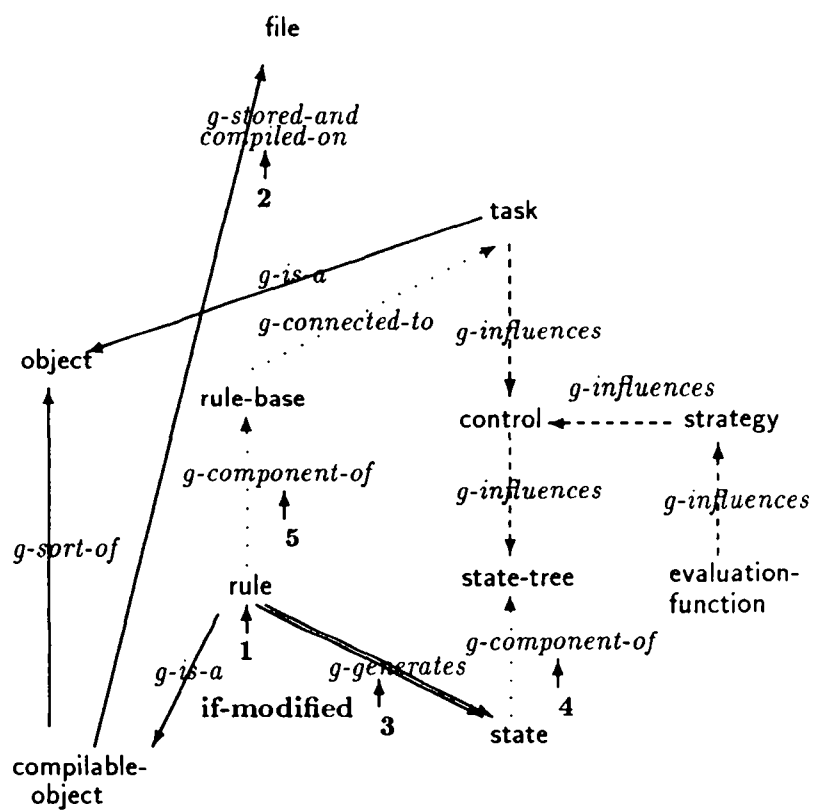 file
g-stored-and
compiled-on
2
task
g-is-a
g-connected-to
g-influences
object
g-influences
rule-base
control
strategy
g-component-of
g-influences
g-influences
5
g-sort-of
rule
state-tree
evaluation-
function
1
g-component-of
g-is-a
g-generates
if-modified
3
4
state
compilable-
object